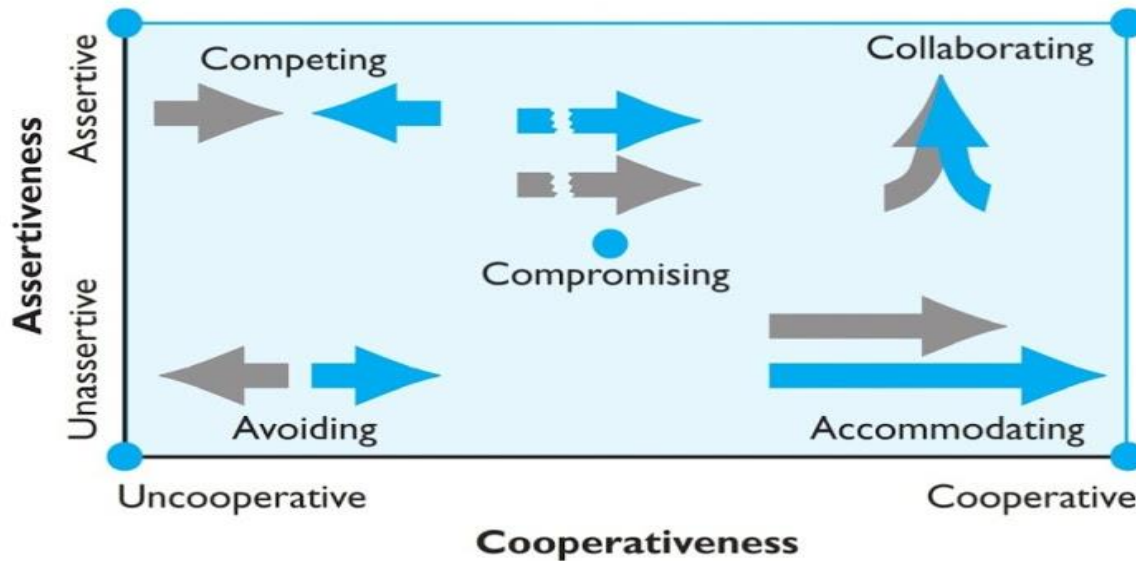 Assertiveness
Assertive
Unassertive
Competing
Collaborating
Compromising
Avoiding
Accommodating
Uncooperative
Cooperative
Cooperativeness